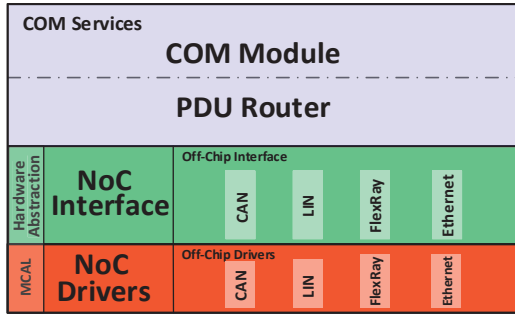 COM Services
COM Module
PDU Router
Hardware
Abstraction
NoC
Interface
Off-Chip Interface
CAN
LIN
FlexRay
Ethernet
MCAL
NoC
Drivers
Off-Chip Drivers
CAN
LIN
FlexRay
Ethernet